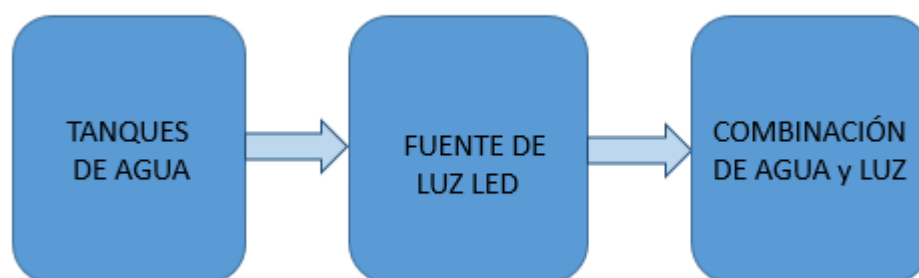 TANQUES
DE AGUA
FUENTE DE
LUZ LED
COMBINACIÓN
DE AGUA y LUZ